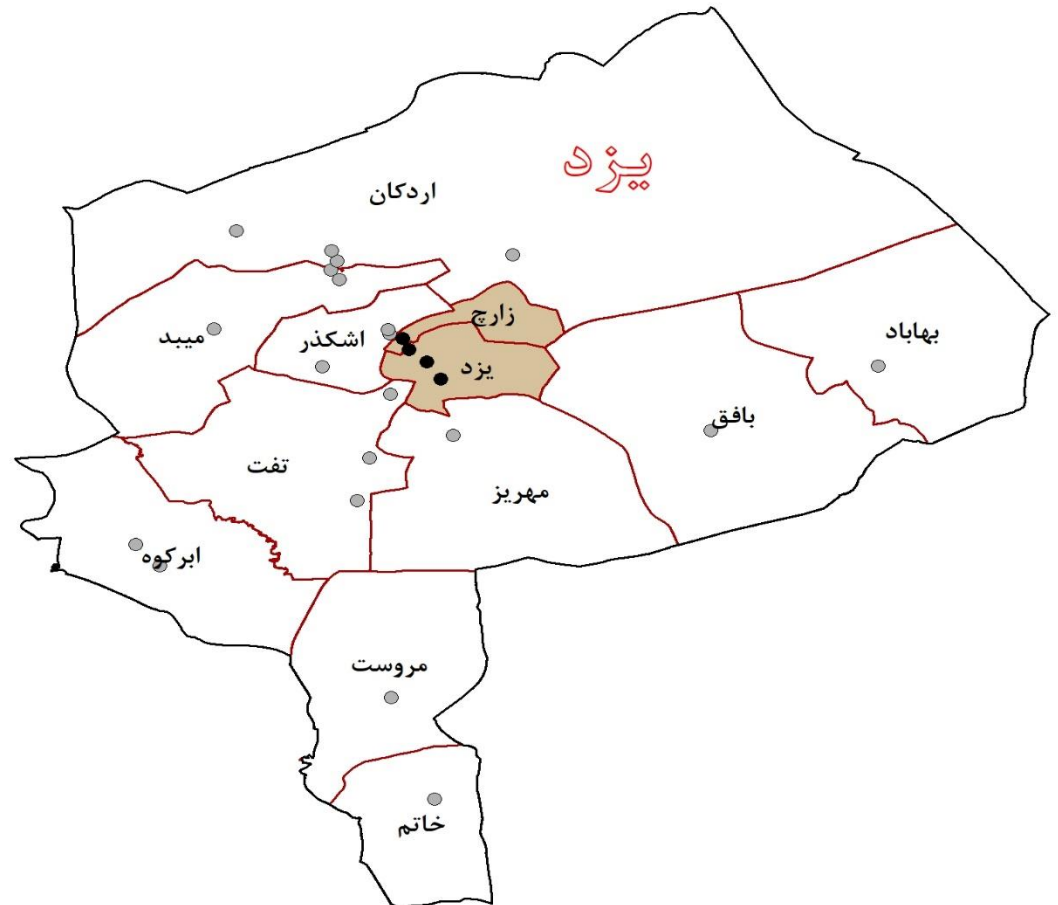 یزد
اردکان
زارچ
بهاباد
میبد
اشکذر
یزد
بافق
تفت
مهریز
ابرکوه
مروست
خاتم